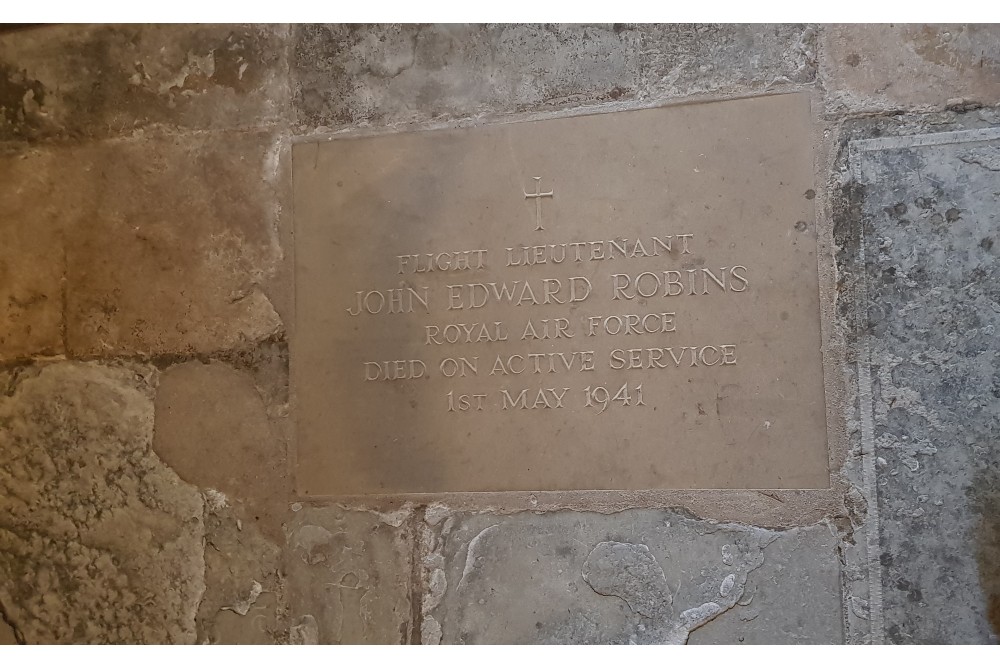 FLIGHT LIEUTENANT
JOHN EDWARD ROBINS
ROYAL AIR FORCE
DIED ON ACTIVE SERVICE
1ST MAY 1941